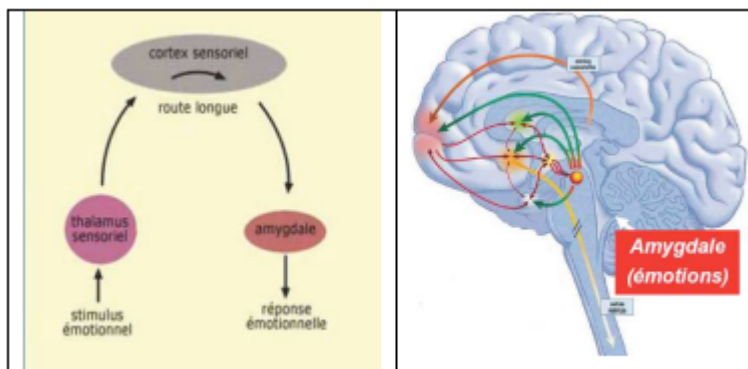 cortex sensoriel
route longue
thalamus
sensoriel
amygdale
stimulus
émotionnel
réponse
émotionnelle
Amygdale
(émotions)